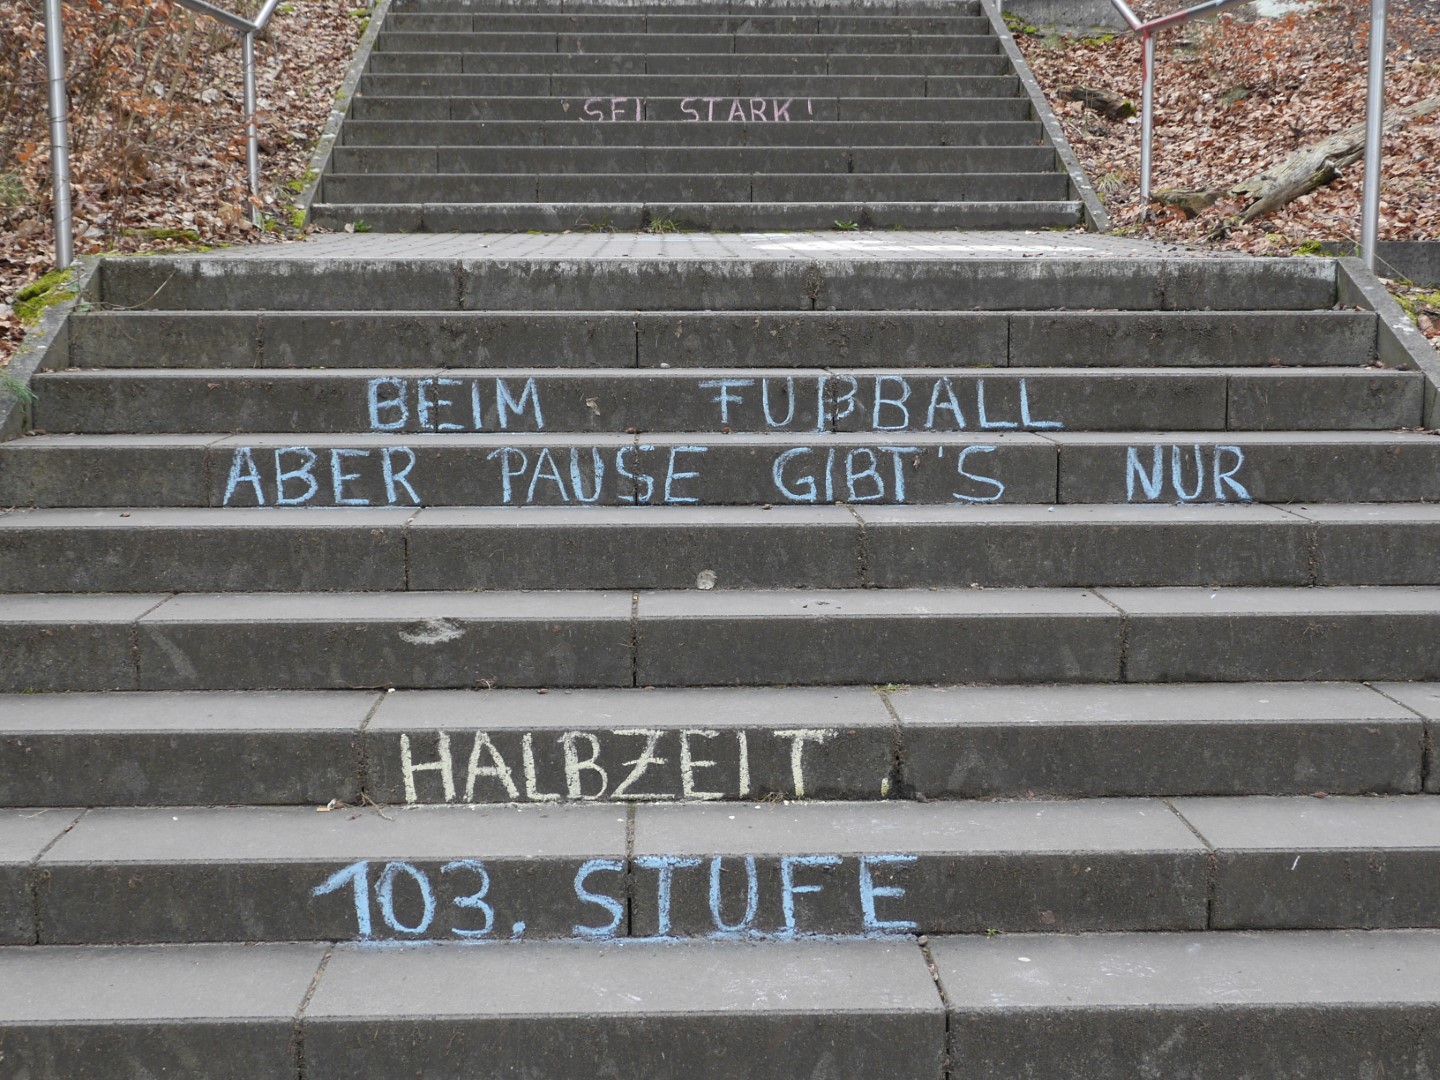 SEI STARK!
BEIM FUßBALL
ABER PAUSE GIBT'S NUR
HALBZEIT,
103. STUFE